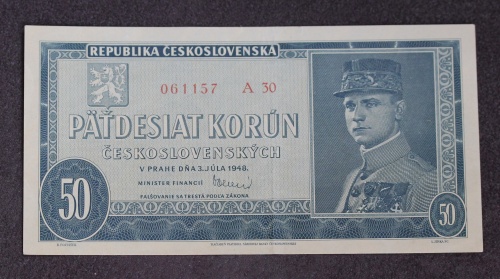 REPUBLIKA ČESKOSLOVENSKÁ
061157 A 30
PÄŤDESIAT KORÚN
ČESKOSLOVENSKÝCH
V PRAHE DŇA 3. JÚLA 1948.
MINISTER FINANCIÍ
FALŠOVANIE SA TRESTÁ PODĽA ZÁKONA
50
50